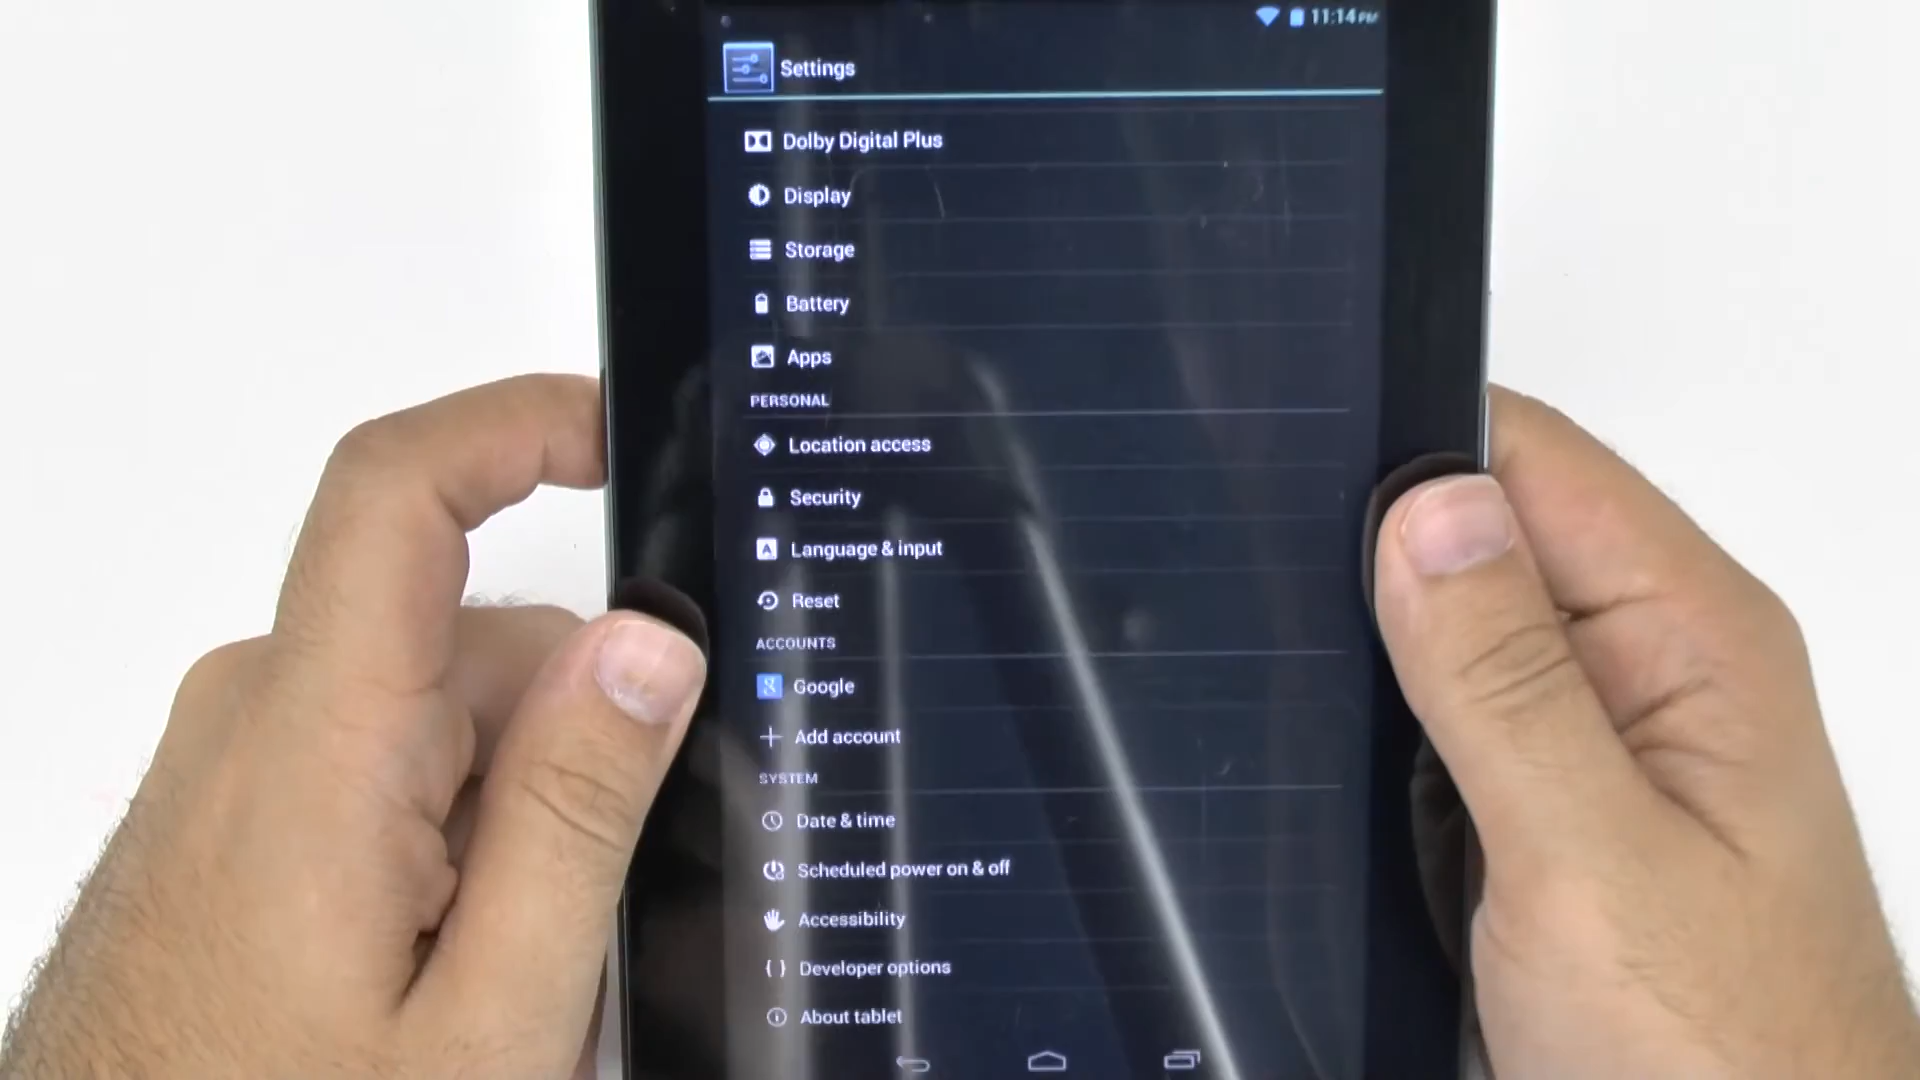 11:14 PM
Settings
Dolby Digital Plus
Display
Storage
Battery
Apps
PERSONAL
Location access
Security
Language & input
Reset
ACCOUNTS
Google
Add account
SYSTEM
Date & time
Scheduled power on & off
Accessibility
{ } Developer options
About tablet